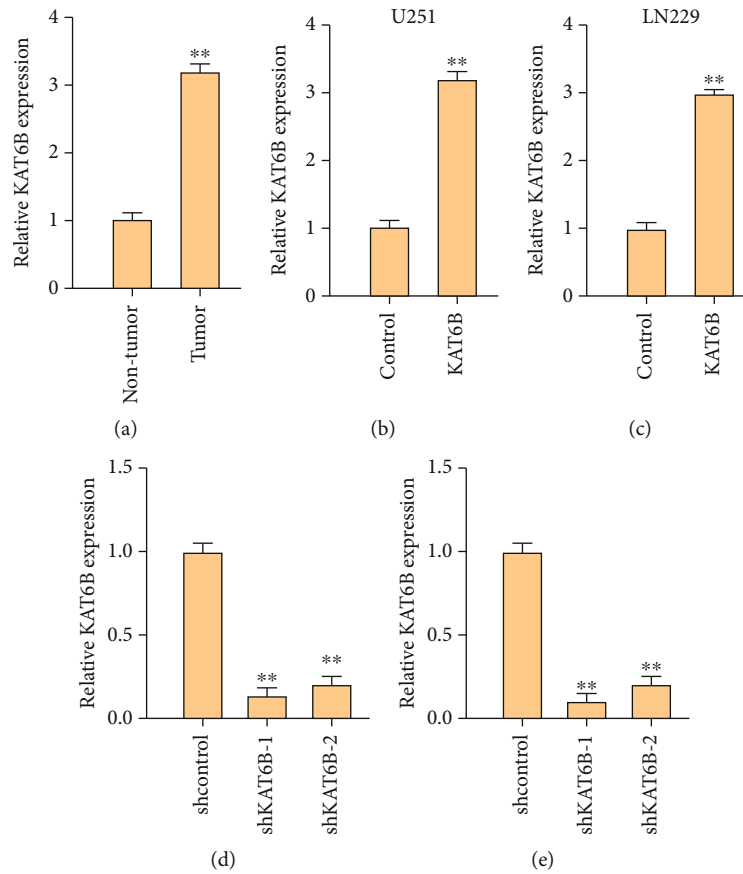 U251
LN229
Relative KAT6B expression
4
3
2
1
0
**
Non-tumor
Tumor
(a)
Relative KAT6B expression
4
3
2
1
0
**
Control
KAT6B
(b)
Relative KAT6B expression
4
3
2
1
0
**
Control
KAT6B
(c)
Relative KAT6B expression
1.5
1.0
0.5
0.0
**
**
shcontrol
shKAT6B-1
shKAT6B-2
(d)
Relative KAT6B expression
1.5
1.0
0.5
0.0
**
**
shcontrol
shKAT6B-1
shKAT6B-2
(e)